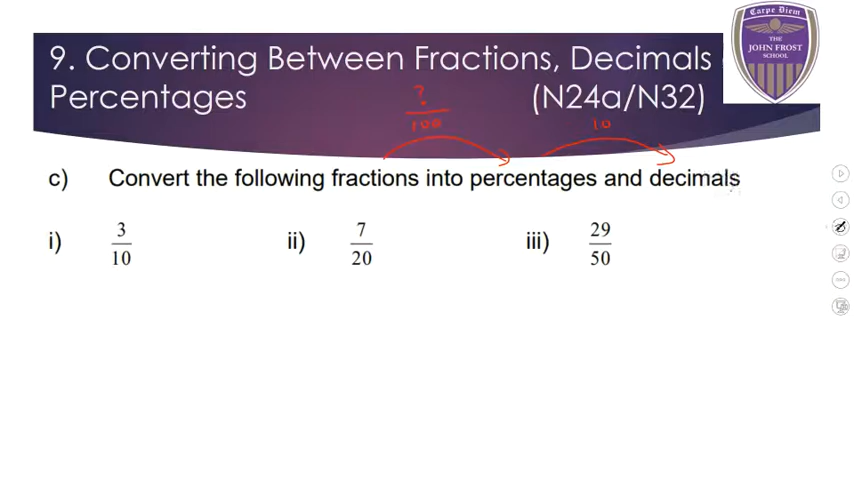 Carpe Diem
THE
JOHN FROST
SCHOOL
9. Converting Between Fractions, Decimals
Percentages (N24a/N32)
?
100
10
c) Convert the following fractions into percentages and decimals
i) 3/10 ii) 7/20 iii) 29/50